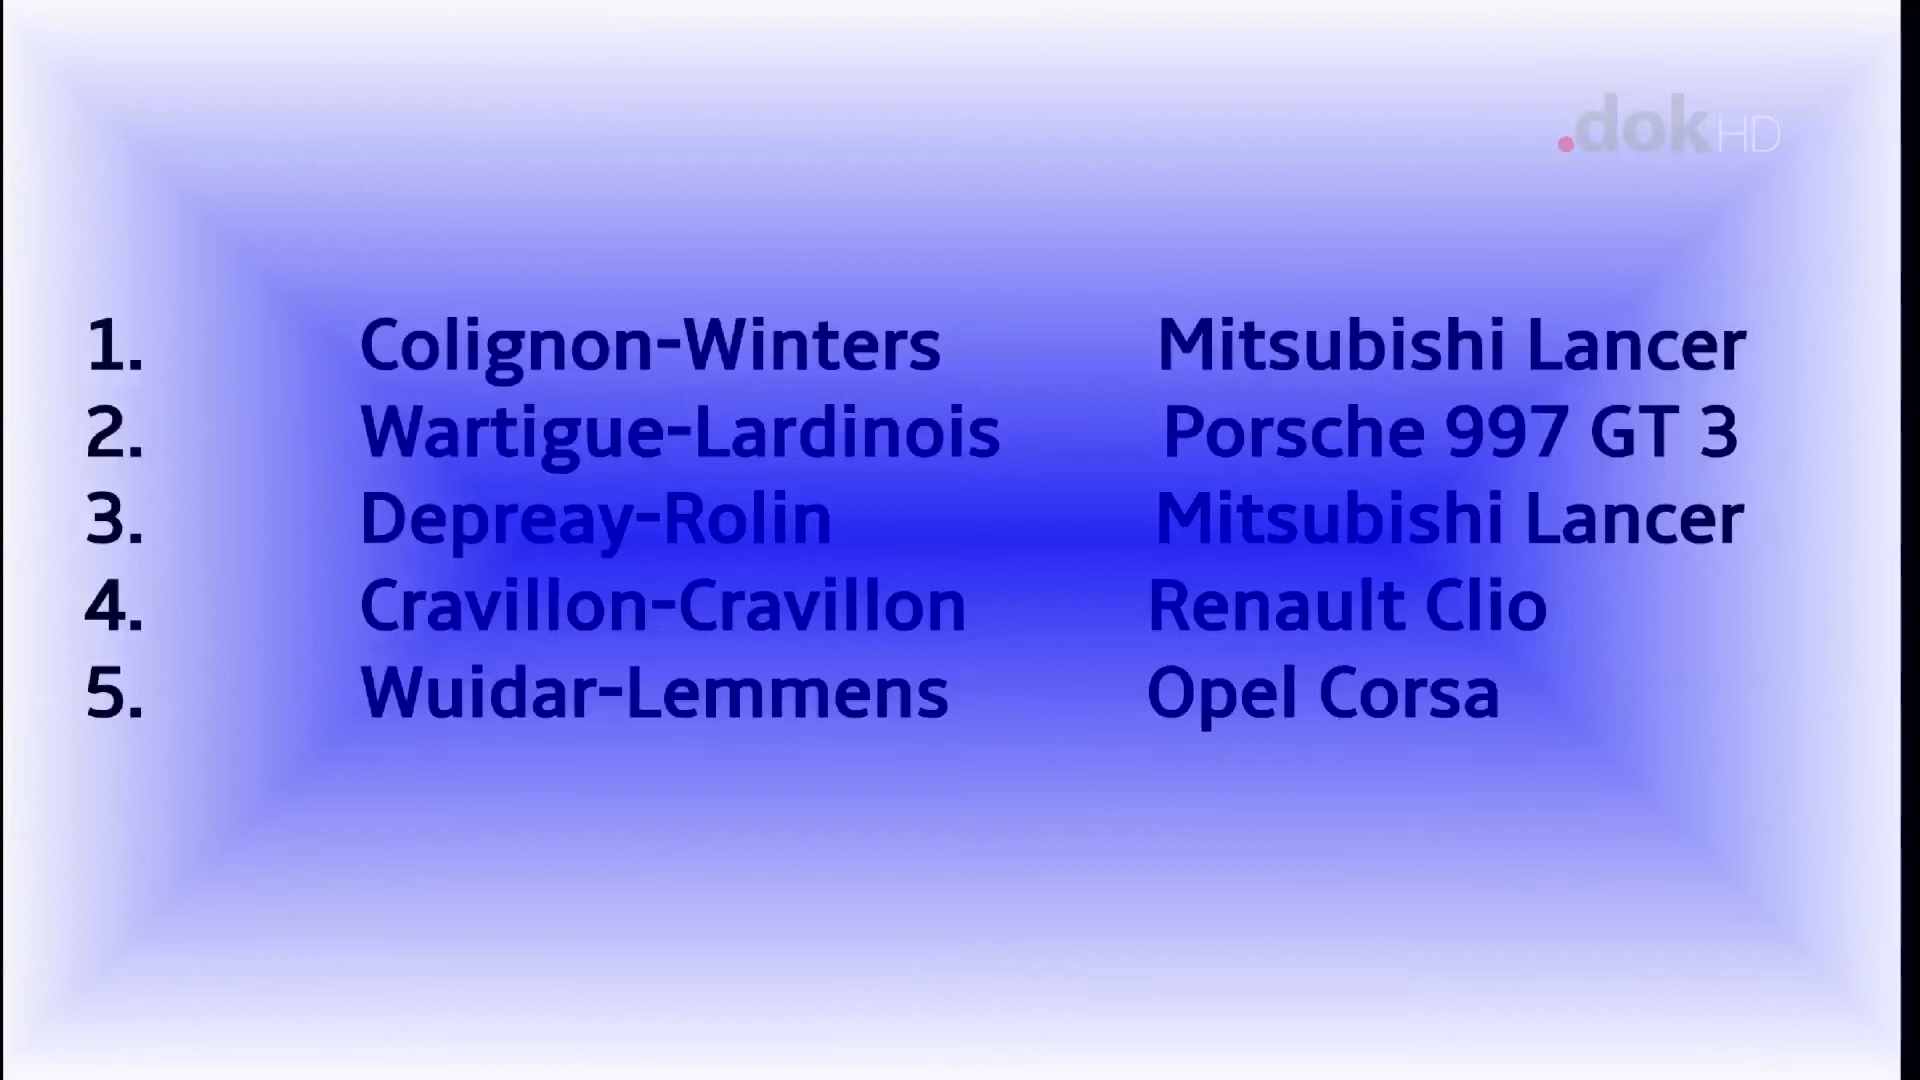 .dok HD
1. Colignon-Winters Mitsubishi Lancer
2. Wartigue-Lardinois Porsche 997 GT 3
3. Depreay-Rolin Mitsubishi Lancer
4. Cravillon-Cravillon Renault Clio
5. Wuidar-Lemmens Opel Corsa